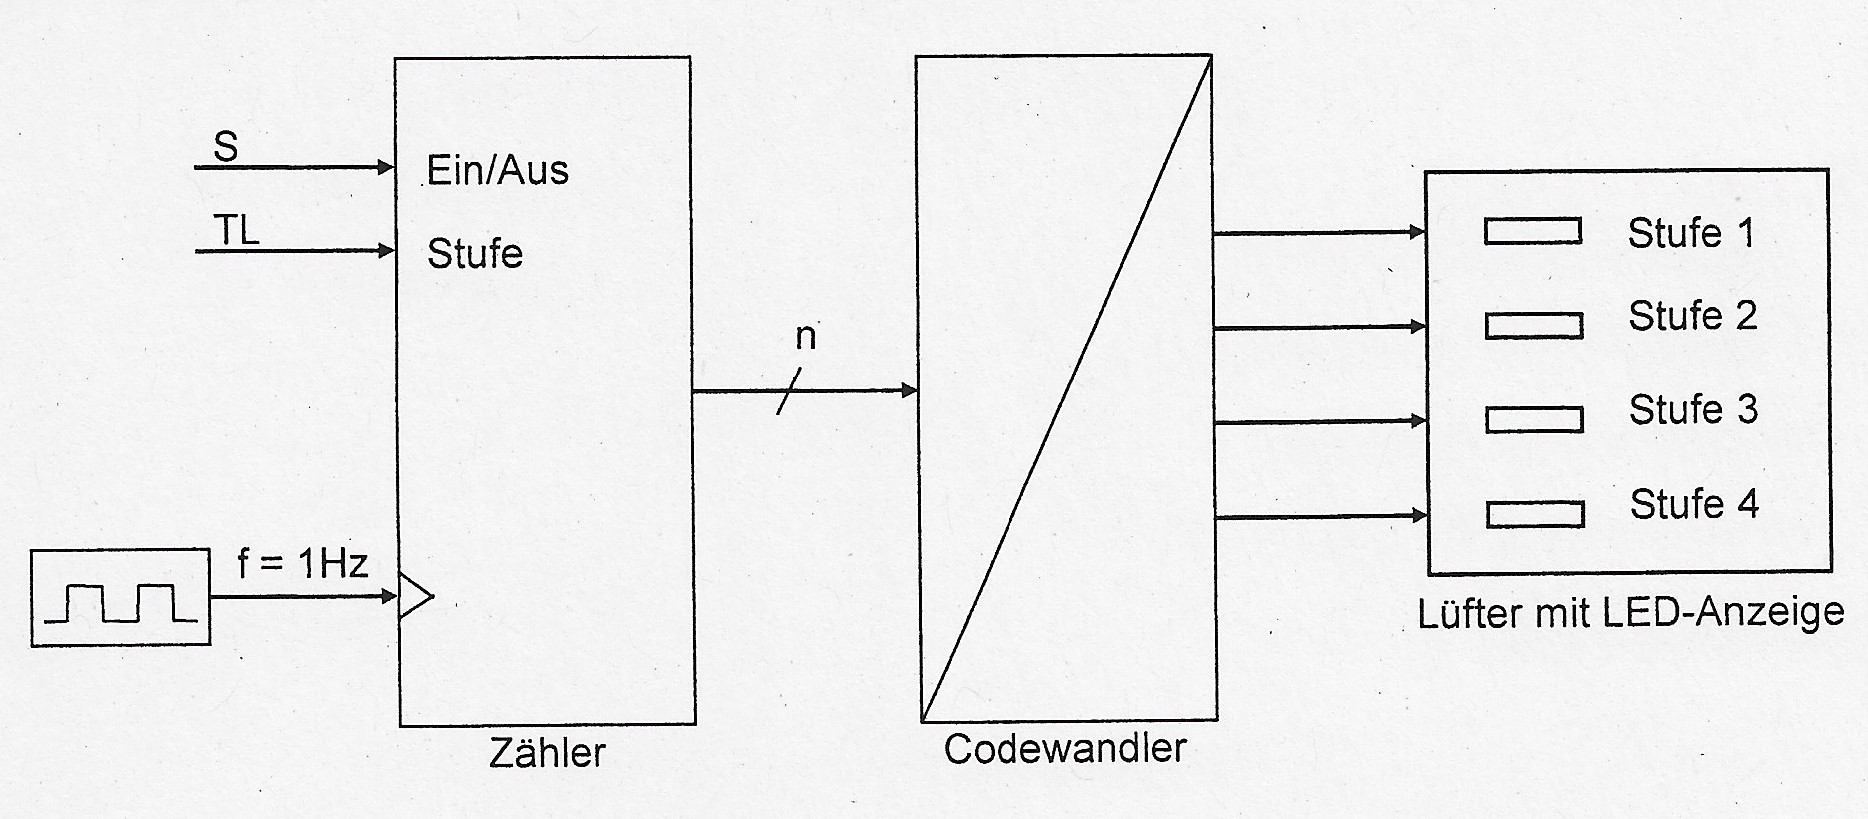 S
Ein/Aus
TL
Stufe
f = 1Hz
Zähler
n
Codewandler
Stufe 1
Stufe 2
Stufe 3
Stufe 4
Lüfter mit LED-Anzeige